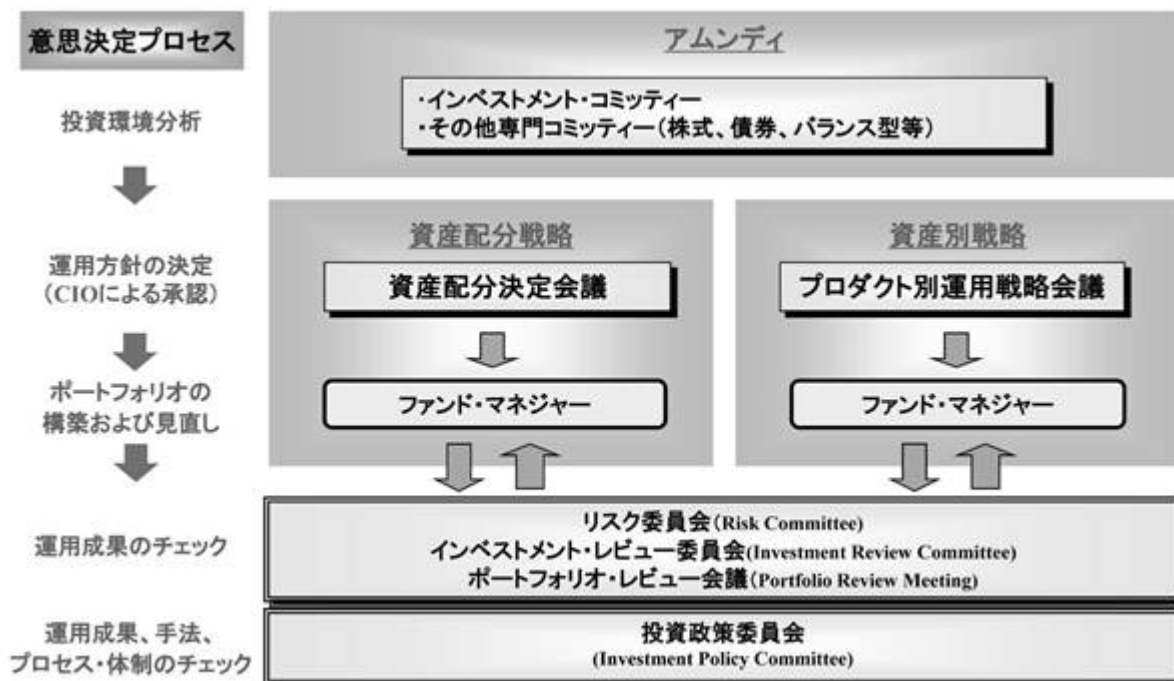 意思決定プロセス
アムンディ
投資環境分析
・インベストメント・コミッティー
・その他専門コミッティー(株式、債券、バランス型等)
運用方針の決定
(CIOによる承認)
資産配分戦略
資産配分決定会議
資産別戦略
プロダクト別運用戦略会議
ポートフォリオの
構築および見直し
ファンド・マネジャー
ファンド・マネジャー
運用成果のチェック
リスク委員会(Risk Committee)
インベストメント・レビュー委員会(Investment Review Committee)
ポートフォリオ・レビュー会議(Portfolio Review Meeting)
運用成果、手法、
プロセス・体制のチェック
投資政策委員会
(Investment Policy Committee)